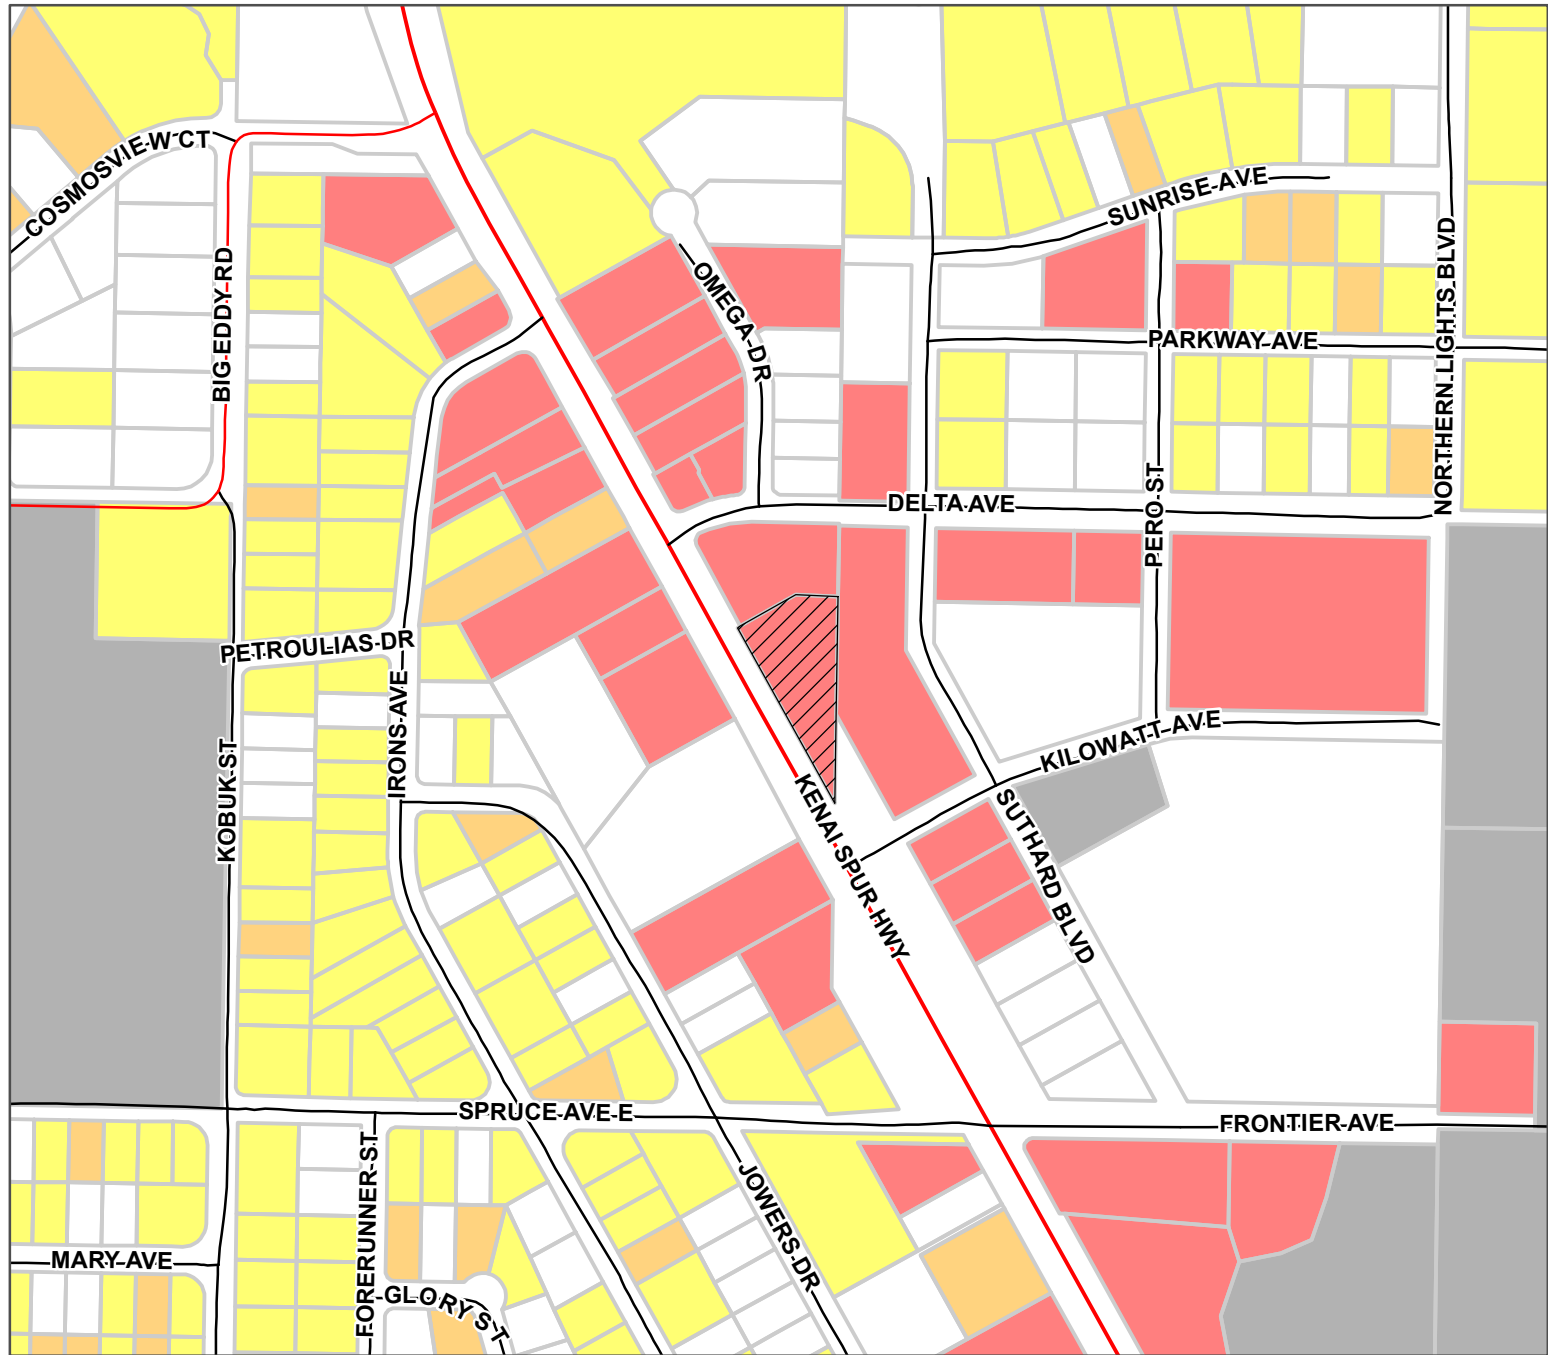 COSMOSVIEW CT
BIG EDDY RD
OMEGA DR
SUNRISE AVE
NORTHERN LIGHTS BLVD
PARKWAY AVE
DELTA AVE
PERO ST
PETROULIAS DR
IRONS AVE
KOBUK ST
KILOWATT AVE
KENAI SPUR HWY
SUTHARD BLVD
SPRUCE AVE E
FRONTIER AVE
FORERUNNER ST
JOWERS DR
MARY AVE
GLORY ST